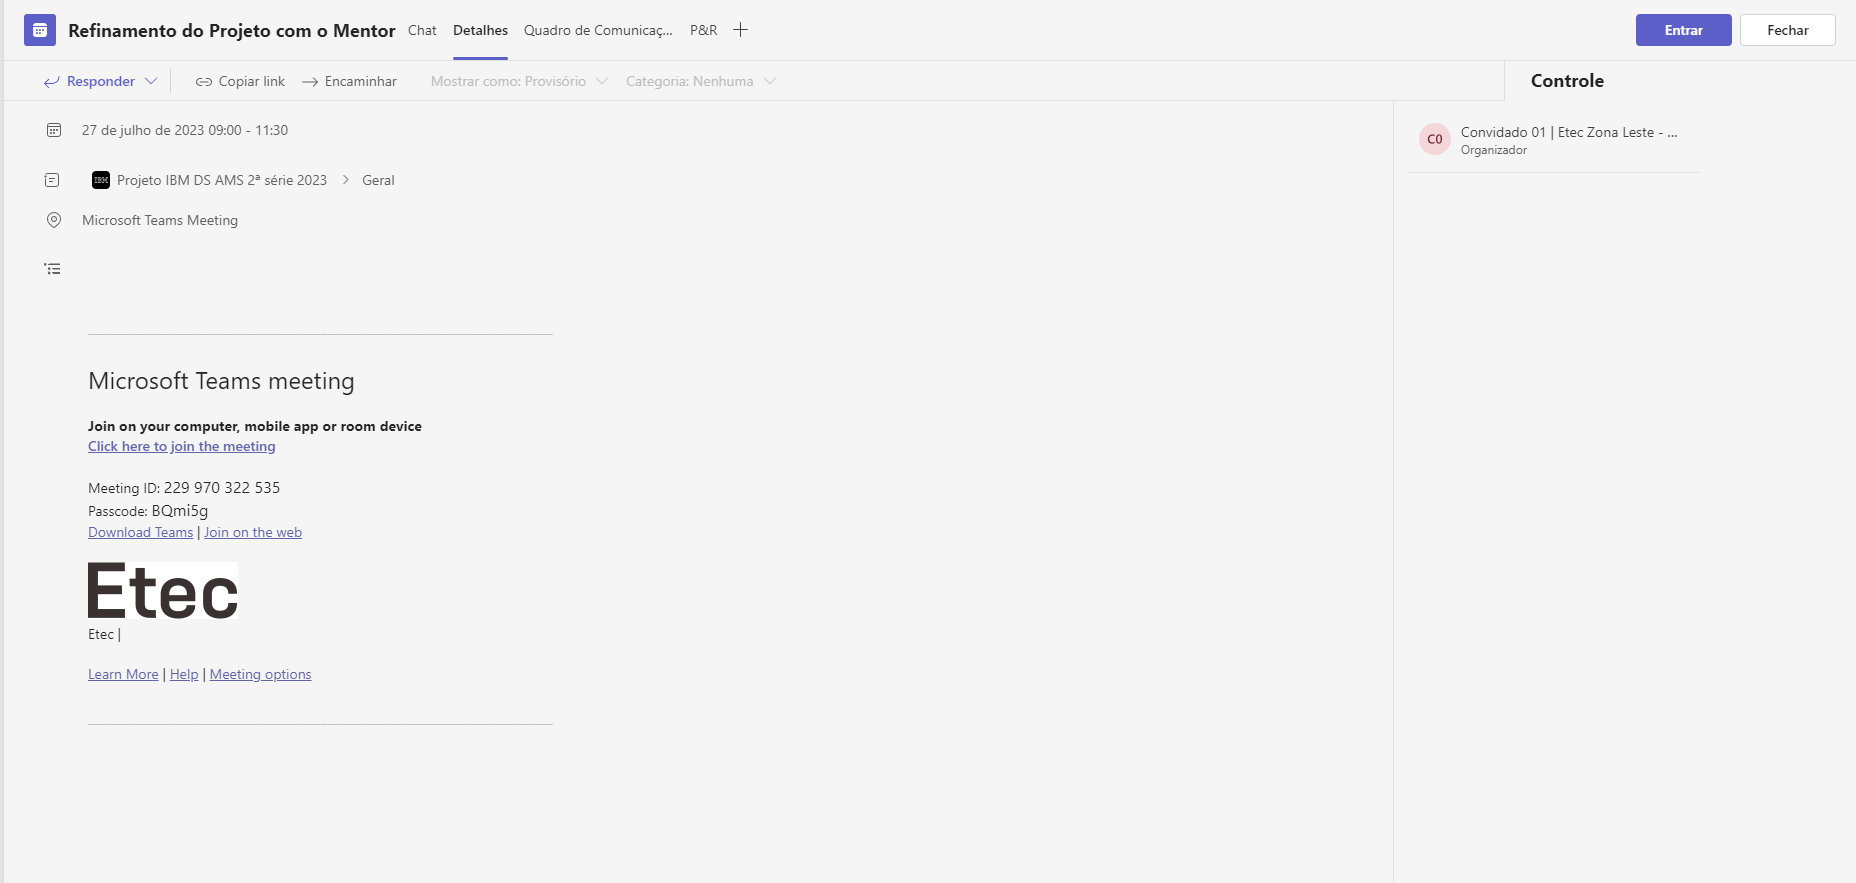 Refinamento do Projeto com o Mentor Chat Detalhes Quadro de Comunicaç... P&R
Entrar Fechar
Responder Copiar link Encaminhar Mostrar como: Provisório Categoria: Nenhuma
Controle
27 de julho de 2023 09:00 - 11:30
C0 Convidado 01 | Etec Zona Leste - ...
Organizador
IBM Projeto IBM DS AMS 2ª série 2023 > Geral
Microsoft Teams Meeting
Microsoft Teams meeting
Join on your computer, mobile app or room device
Click here to join the meeting
Meeting ID: 229 970 322 535
Passcode: BQmi5g
Download Teams | Join on the web
Etec
Etec |
Learn More | Help | Meeting options